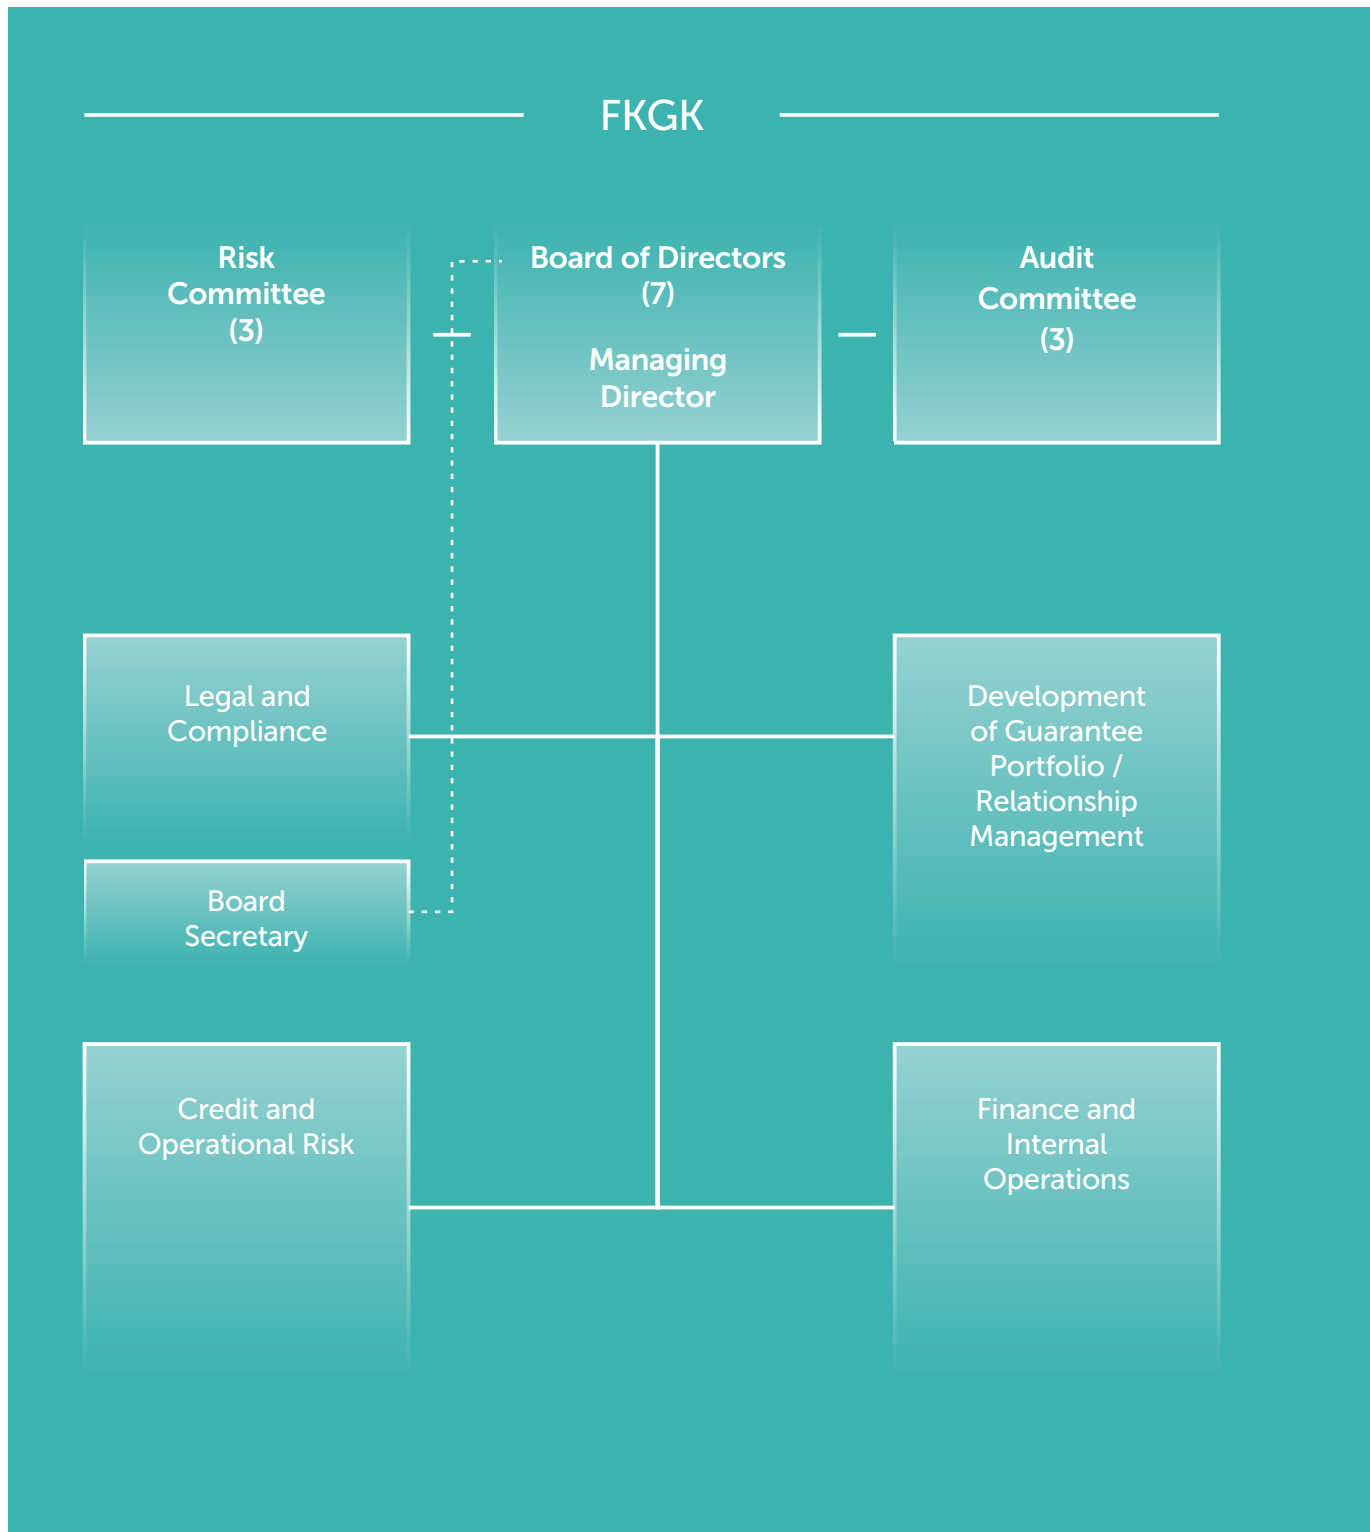 FKGK
Risk
Committee
(3)
Board of Directors
(7)
Managing
Director
Audit
Committee
(3)
Legal and
Compliance
Development
of Guarantee
Portfolio /
Relationship
Management
Board
Secretary
Credit and
Operational Risk
Finance and
Internal
Operations